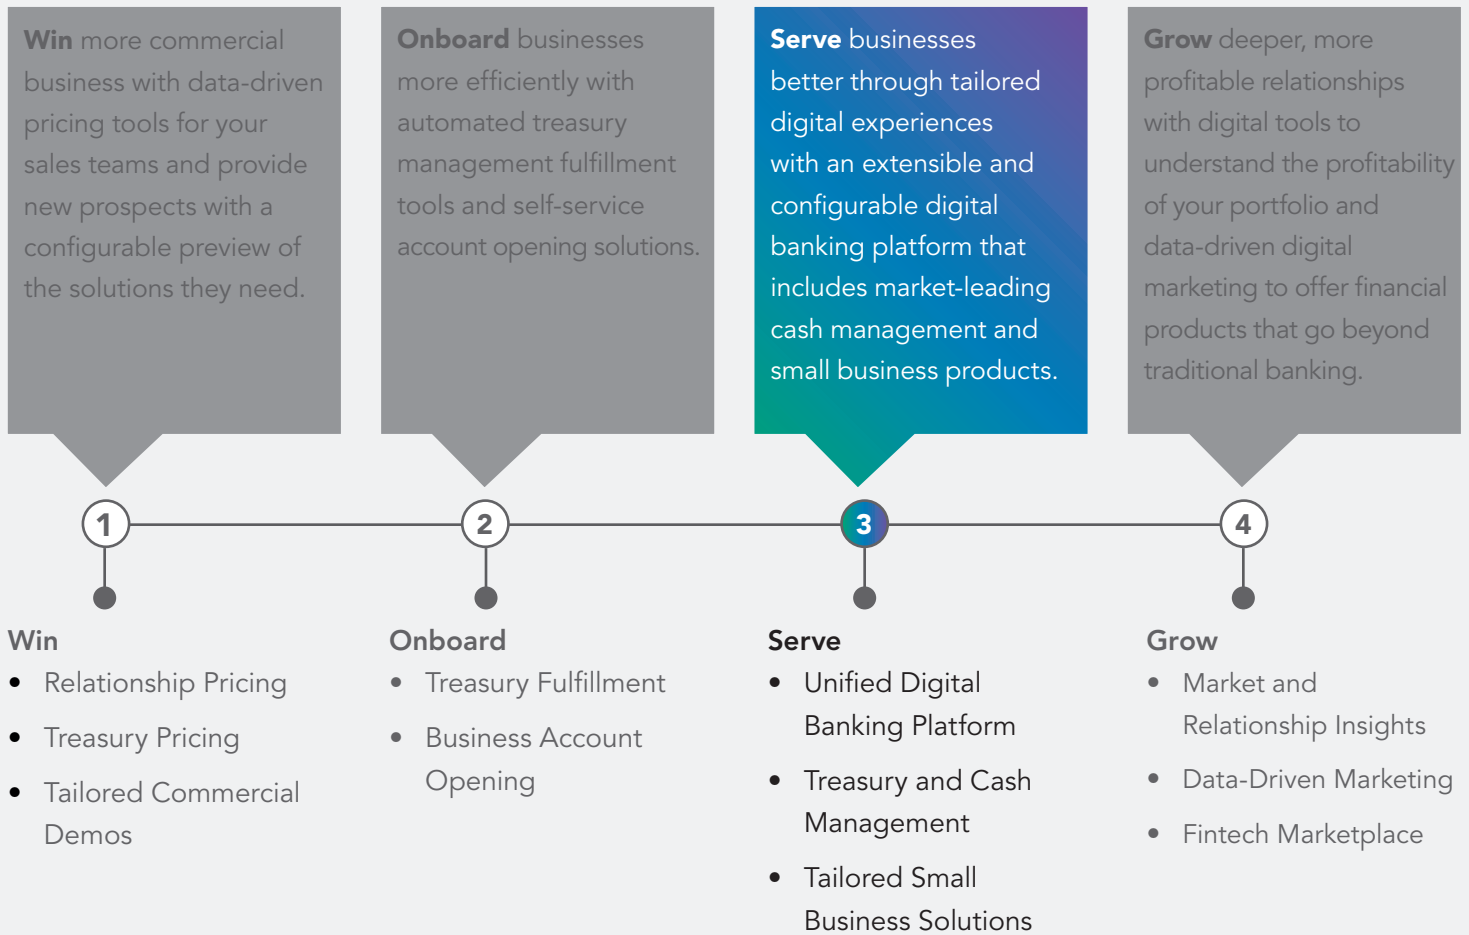 Win more commercial
business with data-driven
pricing tools for your
sales teams and provide
new prospects with a
configurable preview of
the solutions they need.
Onboard businesses
more efficiently with
automated treasury
management fulfillment
tools and self-service
account opening solutions.
Serve businesses
better through tailored
digital experiences
with an extensible and
configurable digital
banking platform that
includes market-leading
cash management and
small business products.
Grow deeper, more
profitable relationships
with digital tools to
understand the profitability
of your portfolio and
data-driven digital
marketing to offer financial
products that go beyond
traditional banking.
1
2
3
4
Win
• Relationship Pricing
• Treasury Pricing
• Tailored Commercial
Demos
Onboard
• Treasury Fulfillment
• Business Account
Opening
Serve
• Unified Digital
Banking Platform
• Treasury and Cash
Management
• Tailored Small
Business Solutions
Grow
• Market and
Relationship Insights
• Data-Driven Marketing
• Fintech Marketplace